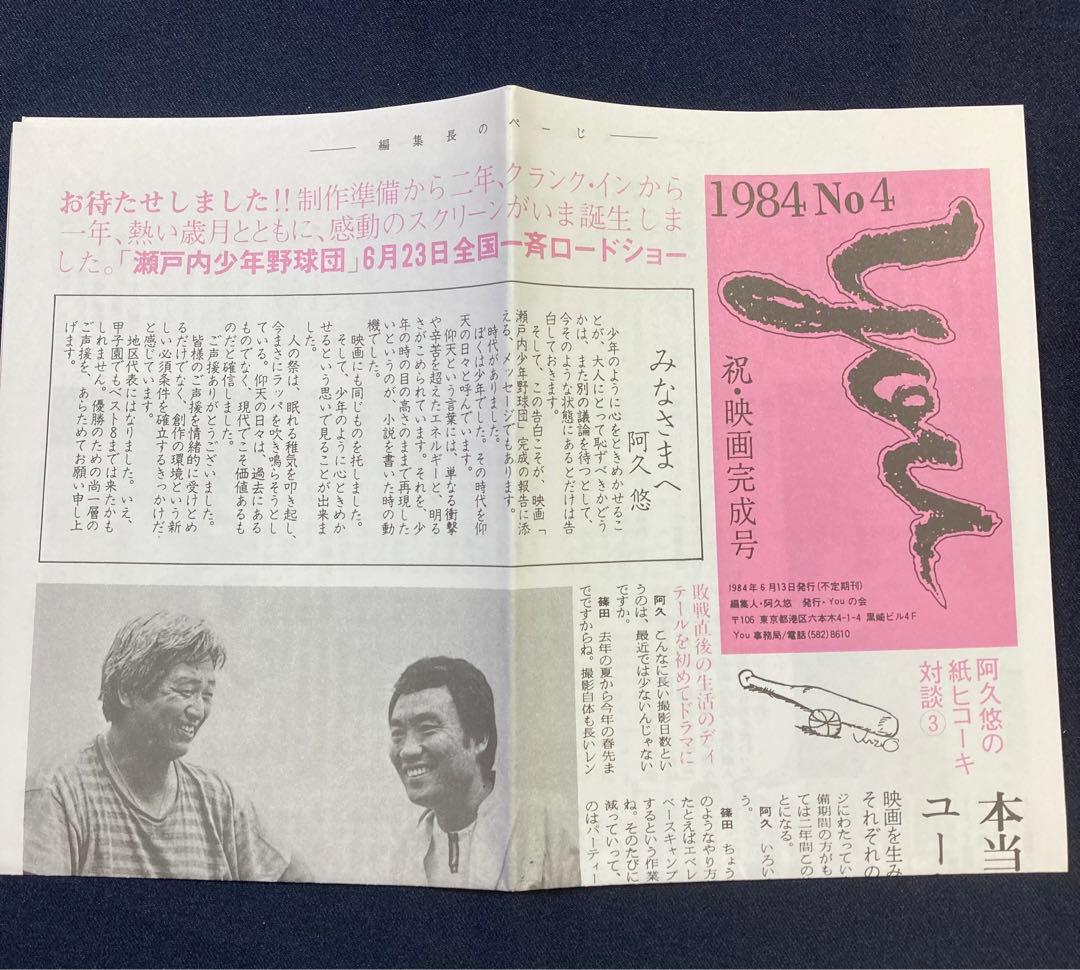 編集長のぺーじ
お待たせしました!!制作準備から二年、クランク・インから
一年、熱い歳月とともに、感動のスクリーンがいま誕生しま
した。「瀬戸内少年野球団」6月23日全国一斉ロードショー
1984 No4
You
祝・映画完成号
1984年6月13日発行(不定期刊)
編集人・阿久悠 発行・Youの会
〒106 東京都港区六本木4-1-4 黒崎ビル4F
You事務局/電話(582)8610
みなさまへ
阿久 悠
少年のように心をときめかせるこ
とが、大人にとって恥ずべきかどう
かは、また別の議論を待つとして、
今そのような状態にあるとだけは告
白しておきます。
そして、この告白こそが、映画「
瀬戸内少年野球団」完成の報告に添
える、メッセージでもあります。
時代がありました。
ぼくは少年でした。その時代を仰
天の日々と呼んでいます。
仰天という言葉には、単なる衝撃
や辛苦を超えたエネルギーと、明る
さがこめられています。それを、少
年の時の目の高さのままで再現した
いというのが、小説を書いた時の動
機でした。
映画にも同じものを托しました。
そして、少年のように心ときめか
せるという思いで見ることが出来ま
した。
人の祭は、眠れる稚気を叩き起し、
今まさにラッパを吹き鳴らそうとし
ている。仰天の日々は、過去にある
ものでなく、現代でこそ価値あるも
のだと確信しました。
ご声援ありがとうございました。
皆様のご声援を情緒的に受けとめ
るだけでなく、創作の環境という新
しい必須条件を確立するきっかけだ
と感じています。
地区代表にはなりました。いえ、
甲子園でもベスト8までは来たかも
しれません。優勝のための尚一層の
ご声援を、あらためてお願い申し上
げます。
阿久悠の
紙ヒコーキ
対談③
本当
ユー
映画を生み
それぞれの
ジにわたってい
備期間の方がも
ては二年間この
とになる。
阿久 いろい
う。
篠田 ちょう
のようなやり方
たとえばエベレ
ースキャンプ
するという作業
ね。そのたびに
減っていって、
のはパーティー
敗戦直後の生活のディ
テールを初めてドラマに
阿久 こんなに長い撮影日数とい
うのは、最近では少ないんじゃない
ですか。
篠田 去年の夏から今年の春先ま
でですからね。撮影自体も長いレン